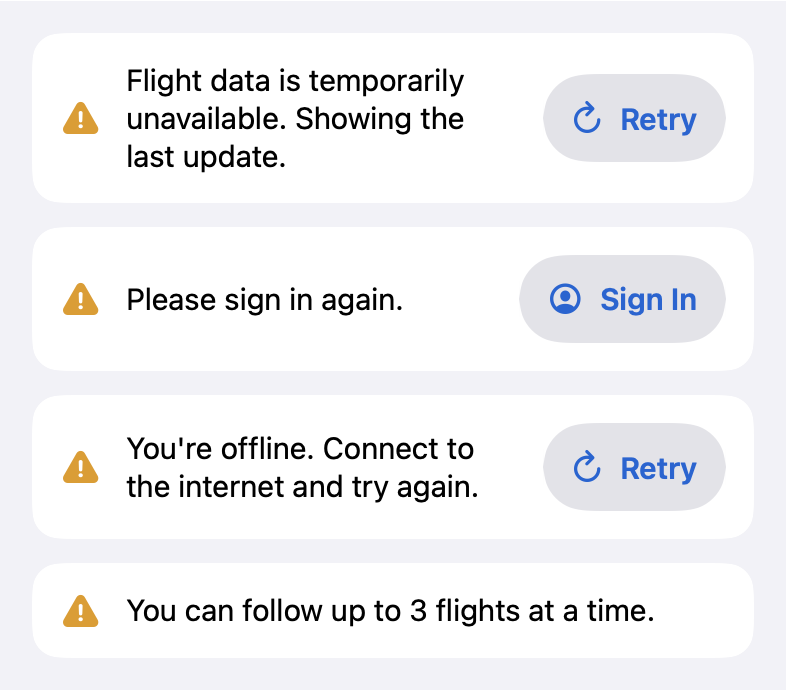 Flight data is temporarily
unavailable. Showing the
last update.
Retry
Please sign in again.
Sign In
You're offline. Connect to
the internet and try again.
Retry
You can follow up to 3 flights at a time.